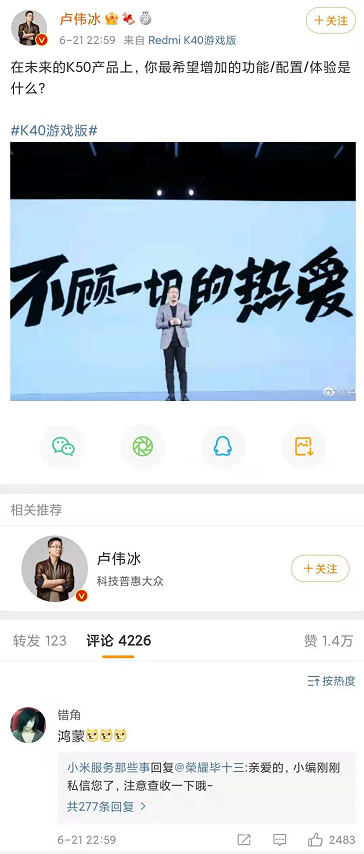 卢伟冰
+关注
6-21 22:59 来自 Redmi K40游戏版
在未来的K50产品上，你最希望增加的功能/配置/体验是
什么？
#K40游戏版#
不顾一切的热爱
相关推荐
卢伟冰
科技普惠大众
+关注
转发 123 评论 4226 赞 1.4万
按热度
错角
鸿蒙
小米服务那些事回复@榮耀毕十三:亲爱的，小编刚刚
私信您了，注意查收一下哦~
共277条回复 >
6-21 22:59 2483